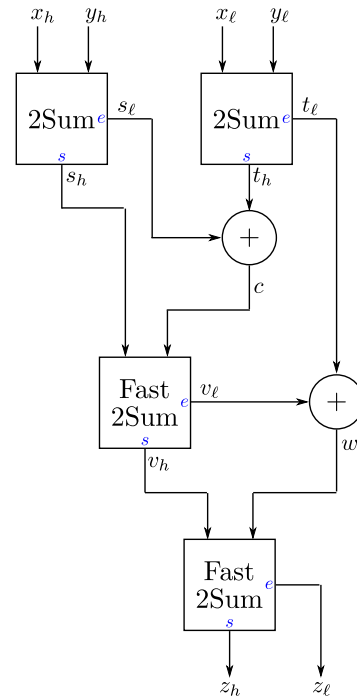 x_h y_h x_ℓ y_ℓ
2Sum e s_ℓ 2Sum e t_ℓ
s s
s_h t_h
+
c
Fast
2Sum e v_ℓ +
s
v_h w
Fast
2Sum e
s
z_h z_ℓ